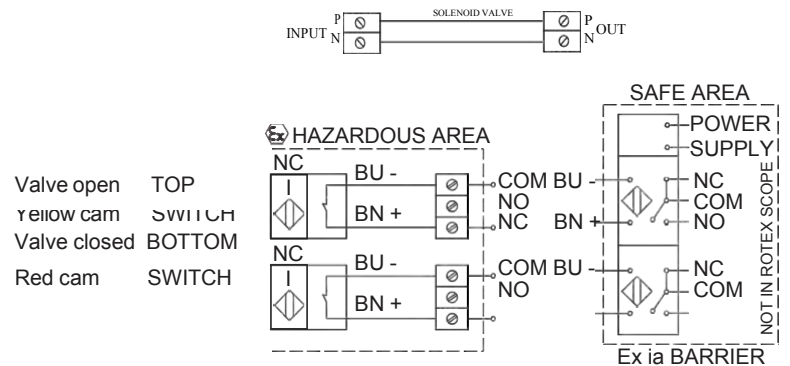 SOLENOID VALVE
INPUT P P OUT
N N
SAFE AREA
Ex HAZARDOUS AREA
POWER
SUPPLY
NC
BU -
COM BU -
NC
Valve open TOP
NO
COM
Yellow cam SWITCH
BN +
NC BN +
NO
Valve closed BOTTOM
NC
BU -
COM BU -
NC
Red cam SWITCH
NO
COM
BN +
NOT IN ROTEX SCOPE
Ex ia BARRIER